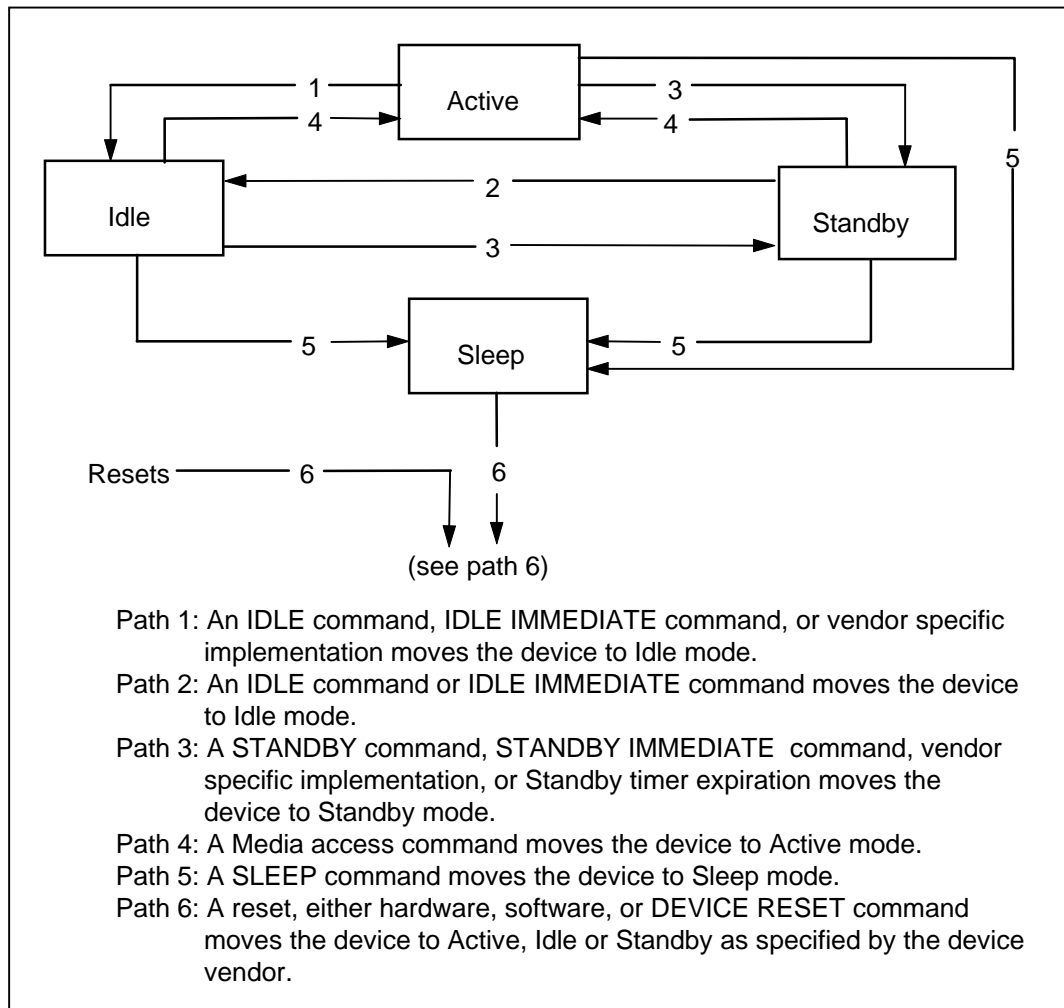 Active
1
3
4
4
5
2
Idle
Standby
3
5
5
Sleep
Resets
6
6
(see path 6)
Path 1: An IDLE command, IDLE IMMEDIATE command, or vendor specific
implementation moves the device to Idle mode.
Path 2: An IDLE command or IDLE IMMEDIATE command moves the device
to Idle mode.
Path 3: A STANDBY command, STANDBY IMMEDIATE command, vendor
specific implementation, or Standby timer expiration moves the
device to Standby mode.
Path 4: A Media access command moves the device to Active mode.
Path 5: A SLEEP command moves the device to Sleep mode.
Path 6: A reset, either hardware, software, or DEVICE RESET command
moves the device to Active, Idle or Standby as specified by the device
vendor.